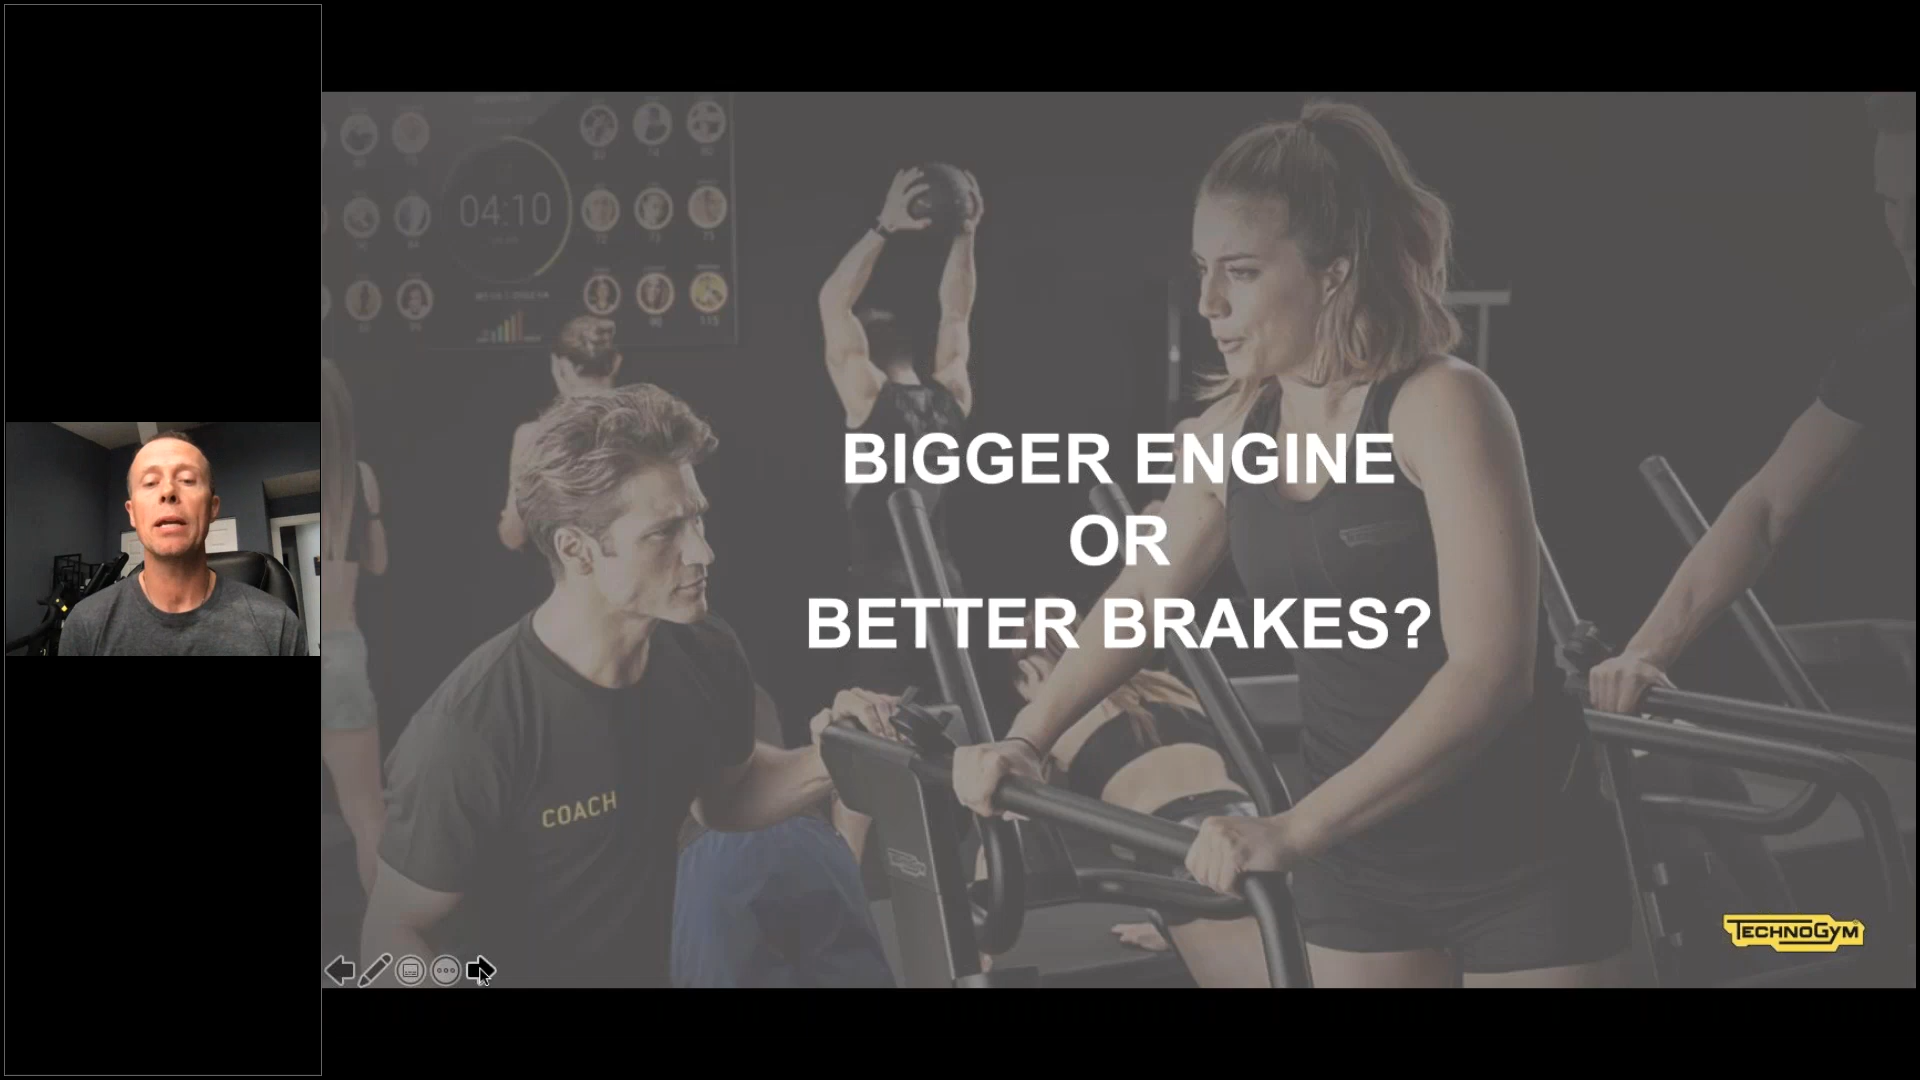 04:10
BIGGER ENGINE
OR
BETTER BRAKES?
COACH
TECHNOGYM